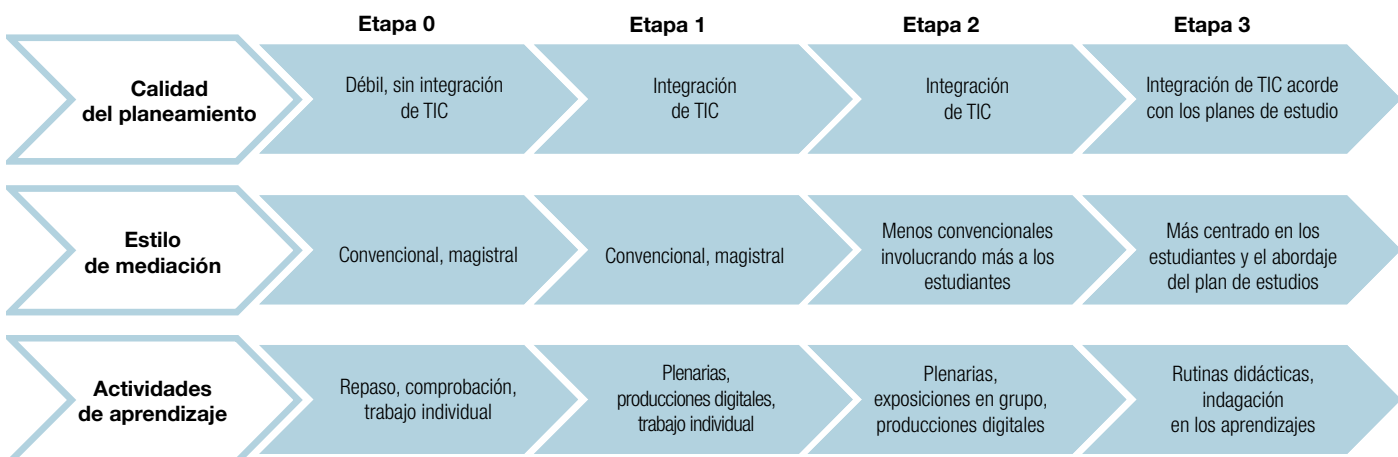 Etapa 0
Etapa 1
Etapa 2
Etapa 3
Calidad
del planeamiento
Débil, sin integración
de TIC
Integración
de TIC
Integración
de TIC
Integración de TIC acorde
con los planes de estudio
Estilo
de mediación
Convencional, magistral
Convencional, magistral
Menos convencionales
involucrando más a los
estudiantes
Más centrado en los
estudiantes y el abordaje
del plan de estudios
Actividades
de aprendizaje
Repaso, comprobación,
trabajo individual
Plenarias,
producciones digitales,
trabajo individual
Plenarias,
exposiciones en grupo,
producciones digitales
Rutinas didácticas,
indagación
en los aprendizajes